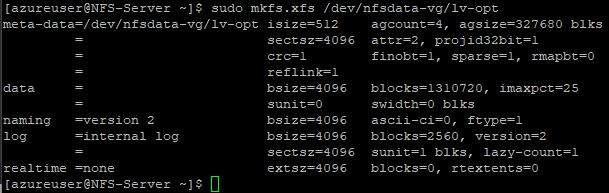 [azureuser@NFS-Server ~]$ sudo mkfs.xfs /dev/nfsdata-vg/lv-opt
meta-data=/dev/nfsdata-vg/lv-opt isize=512    agcount=4, agsize=327680 blks
         =                       sectsz=4096  attr=2, projid32bit=1
         =                       crc=1        finobt=1, sparse=1, rmapbt=0
         =                       reflink=1
data     =                       bsize=4096   blocks=1310720, imaxpct=25
         =                       sunit=0      swidth=0 blks
naming   =version 2              bsize=4096   ascii-ci=0, ftype=1
log      =internal log           bsize=4096   blocks=2560, version=2
         =                       sectsz=4096  sunit=1 blks, lazy-count=1
realtime =none                   extsz=4096   blocks=0, rtextents=0
[azureuser@NFS-Server ~]$